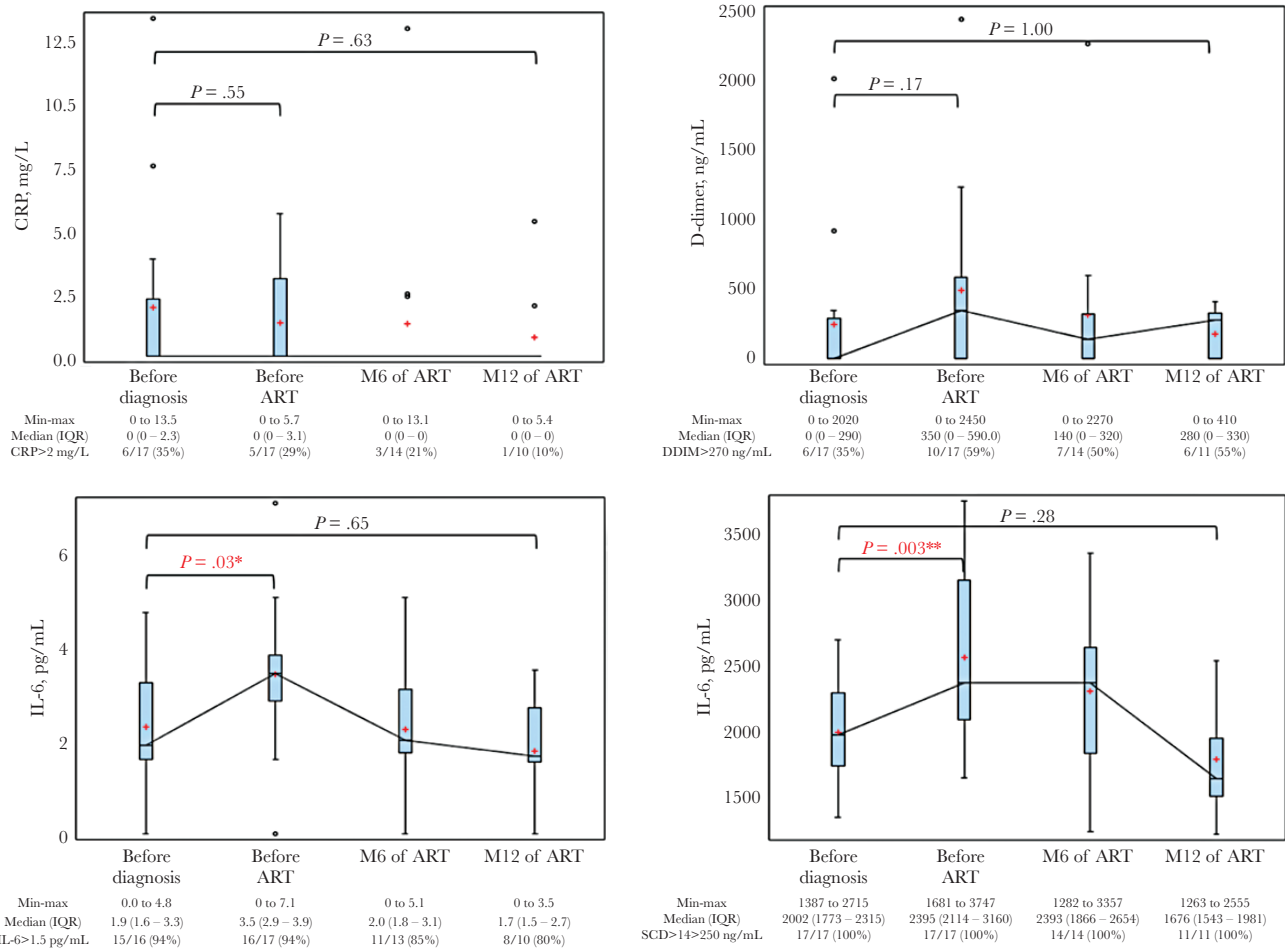 12.5
10.5
7.5
5.0
2.5
0.0
CRP, mg/L
P = .63
P = .55
Before diagnosis
Before ART
M6 of ART
M12 of ART
Min-max 0 to 13.5 0 to 5.7 0 to 13.1 0 to 5.4
Median (IQR) 0 (0 – 2.3) 0 (0 – 3.1) 0 (0 – 0) 0 (0 – 0)
CRP>2 mg/L 6/17 (35%) 5/17 (29%) 3/14 (21%) 1/10 (10%)
2500
2000
1500
1000
500
0
D-dimer, ng/mL
P = 1.00
P = .17
Before diagnosis
Before ART
M6 of ART
M12 of ART
Min-max 0 to 2020 0 to 2450 0 to 2270 0 to 410
Median (IQR) 0 (0 – 290) 350 (0 – 590.0) 140 (0 – 320) 280 (0 – 330)
DDIM>270 ng/mL 6/17 (35%) 10/17 (59%) 7/14 (50%) 6/11 (55%)
6
4
2
0
IL-6, pg/mL
P = .65
P = .03*
Before diagnosis
Before ART
M6 of ART
M12 of ART
Min-max 0.0 to 4.8 0 to 7.1 0 to 5.1 0 to 3.5
Median (IQR) 1.9 (1.6 – 3.3) 3.5 (2.9 – 3.9) 2.0 (1.8 – 3.1) 1.7 (1.5 – 2.7)
IL-6>1.5 pg/mL 15/16 (94%) 16/17 (94%) 11/13 (85%) 8/10 (80%)
3500
3000
2500
2000
1500
IL-6, pg/mL
P = .28
P = .003**
Before diagnosis
Before ART
M6 of ART
M12 of ART
Min-max 1387 to 2715 1681 to 3747 1282 to 3357 1263 to 2555
Median (IQR) 2002 (1773 – 2315) 2395 (2114 – 3160) 2393 (1866 – 2654) 1676 (1543 – 1981)
SCD>14>250 ng/mL 17/17 (100%) 17/17 (100%) 14/14 (100%) 11/11 (100%)